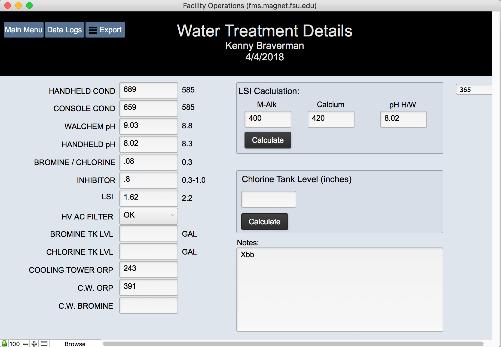 Facility Operations (fms.magnet.fsu.edu)
Main Menu
Data Logs
Export
Water Treatment Details
Kenny Braverman
4/4/2018
HANDHELD COND 689 585
CONSOLE COND 659 585
WALCHEM pH 9.03 8.8
HANDHELD pH 8.02 8.3
BROMINE / CHLORINE .08 0.3
INHIBITOR .8 0.3-1.0
LSI 1.62 2.2
HV AC FILTER OK
BROMINE TK LVL GAL
CHLORINE TK LVL GAL
COOLING TOWER ORP 243
C.W. ORP 391
C.W. BROMINE
LSI Caclulation:
M-Alk Calcium pH H/W
400 420 8.02
Calculate
365
Chlorine Tank Level (inches)
Calculate
Notes:
Xbb
100
Browse